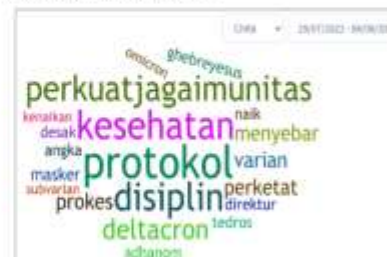 omicron ghebreyesus
perkuatjagaimunitas
kenaikan kesehatan naik
desak menyebar
angka protokol varian
masker
subvarian disiplin perketat
prokes direktur
deltacron tedros
adhanom